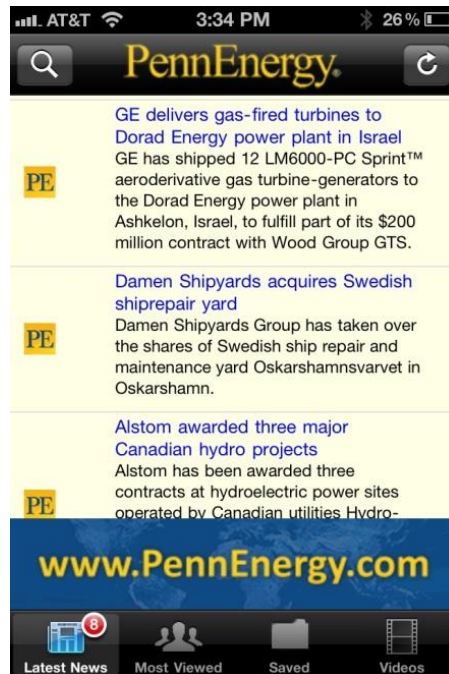 AT&T 3:34 PM 26%
PennEnergy.
GE delivers gas-fired turbines to
Dorad Energy power plant in Israel
GE has shipped 12 LM6000-PC Sprint™
aeroderivative gas turbine-generators to
PE
the Dorad Energy power plant in
Ashkelon, Israel, to fulfill part of its $200
million contract with Wood Group GTS.
Damen Shipyards acquires Swedish
shiprepair yard
Damen Shipyards Group has taken over
PE
the shares of Swedish ship repair and
maintenance yard Oskarshamnsvarvet in
Oskarshamn.
Alstom awarded three major
Canadian hydro projects
Alstom has been awarded three
contracts at hydroelectric power sites
PE
operated by Canadian utilities Hydro-
www.PennEnergy.com
8
Latest News Most Viewed Saved Videos